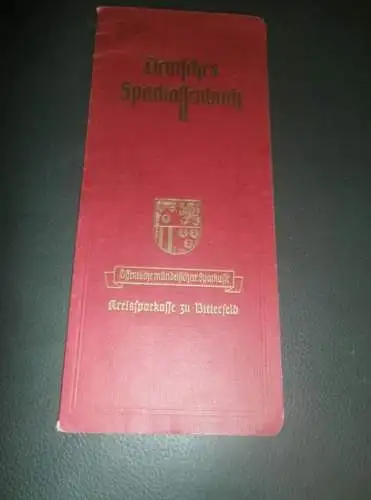 Deutsches
Sparkassenbuch
Öffentliche mündelsichere Sparkasse
Kreissparkasse zu Bitterfeld